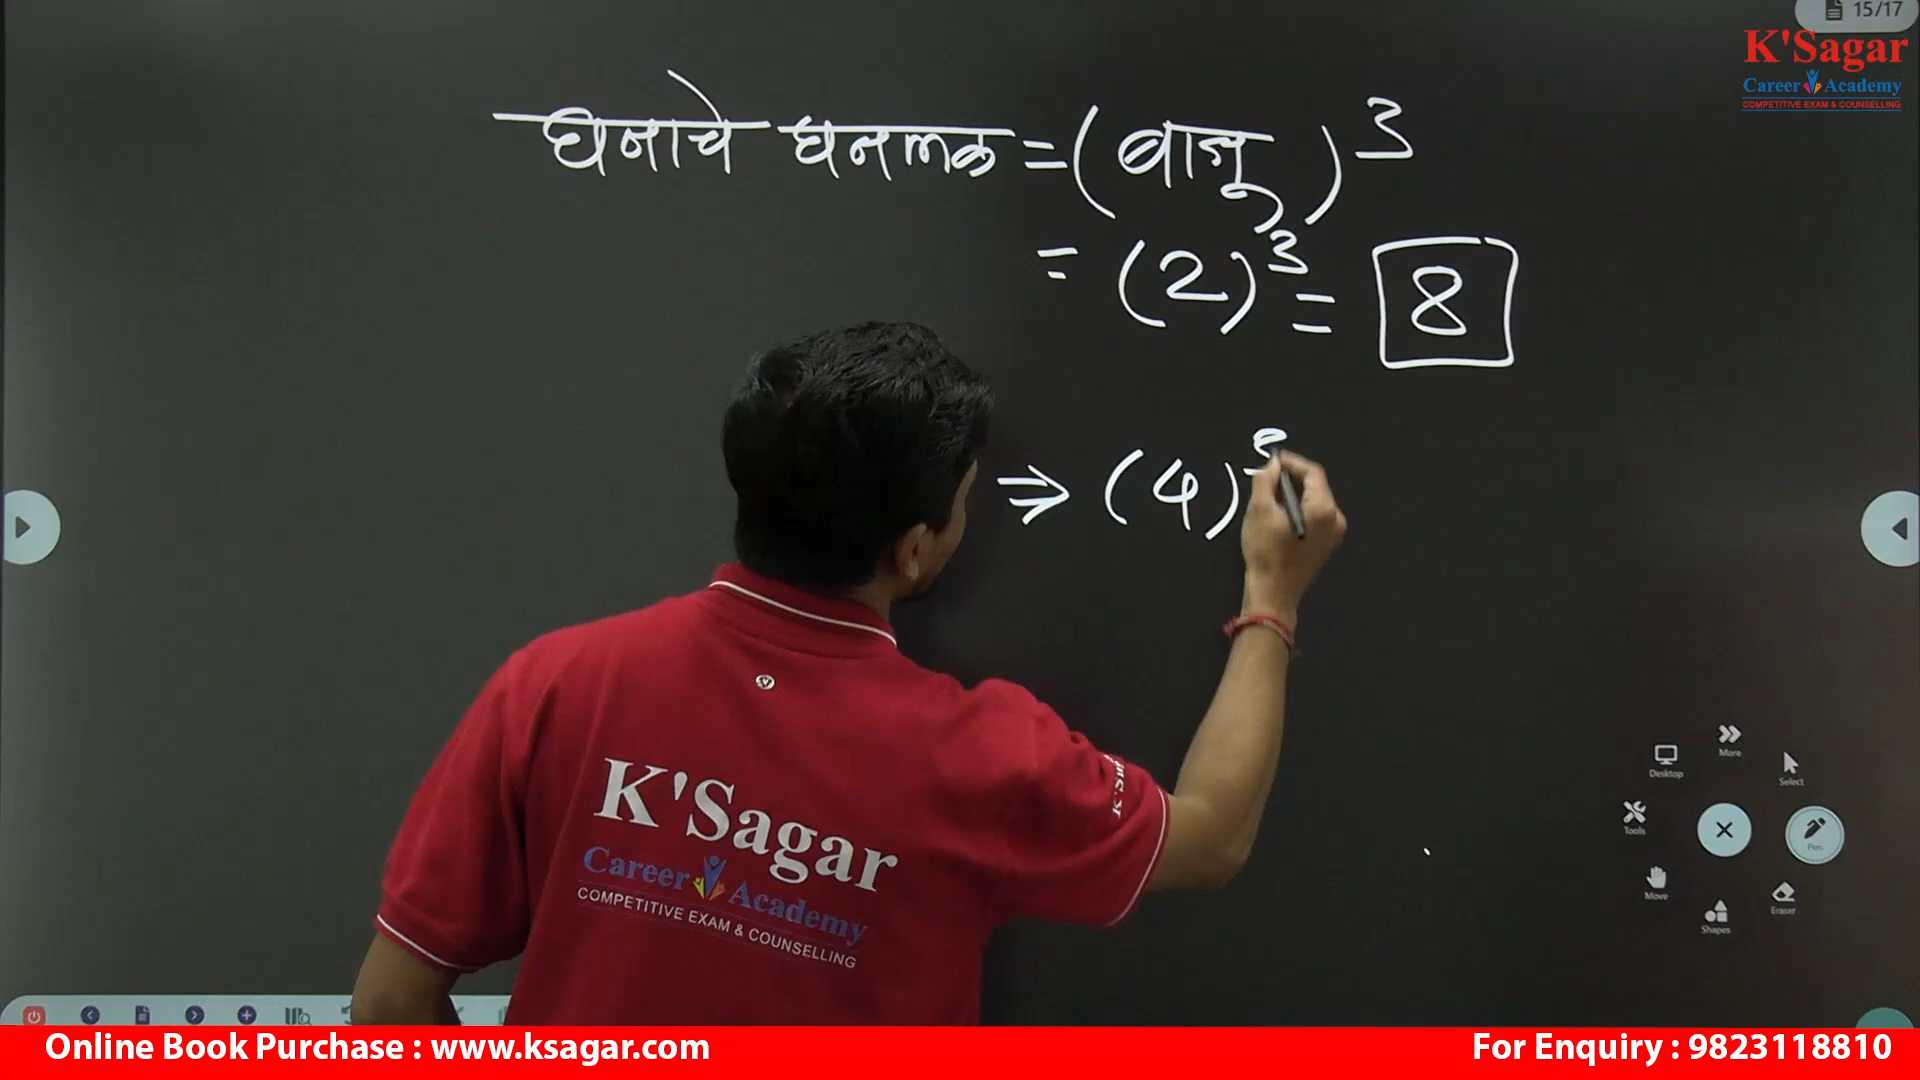 15/17
K'Sagar
Career Academy
COMPETITIVE EXAM & COUNSELLING
घनाचे घनफळ = (बाजू)³
= (2)³ = 8
⇒ (4)³
More
Desktop
Select
Tools
Pen
Move
Eraser
Shapes
K'Sagar
Career Academy
COMPETITIVE EXAM & COUNSELLING
Online Book Purchase : www.ksagar.com
For Enquiry : 9823118810